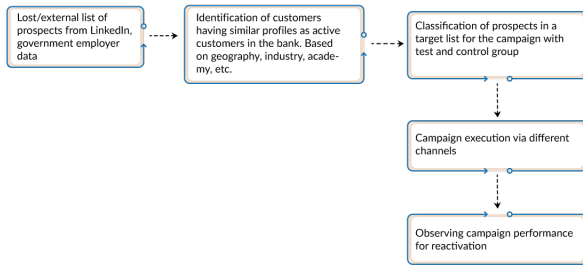 Lost/external list of
prospects from LinkedIn,
government employer
data
Identification of customers
having similar profiles as active
customers in the bank. Based
on geography, industry, acade-
my, etc.
Classification of prospects in a
target list for the campaign with
test and control group
Campaign execution via different
channels
Observing campaign performance
for reactivation